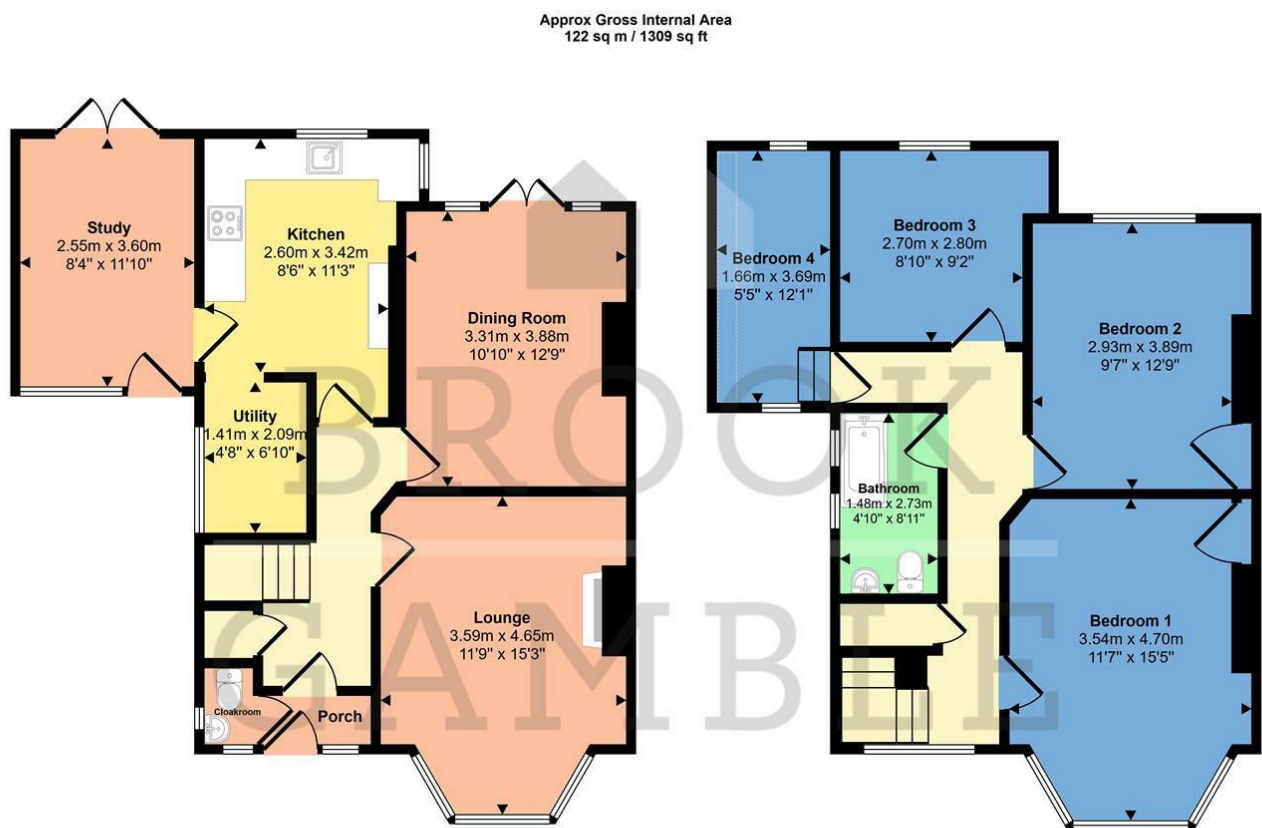 Approx Gross Internal Area
122 sq m / 1309 sq ft
Study
2.55m x 3.60m
8'4" x 11'10"
Kitchen
2.60m x 3.42m
8'6" x 11'3"
Dining Room
3.31m x 3.88m
10'10" x 12'9"
Utility
1.41m x 2.09m
4'8" x 6'10"
Lounge
3.59m x 4.65m
11'9" x 15'3"
Cloakroom
Porch
Bedroom 4
1.66m x 3.69m
5'5" x 12'1"
Bedroom 3
2.70m x 2.80m
8'10" x 9'2"
Bedroom 2
2.93m x 3.89m
9'7" x 12'9"
Bathroom
1.48m x 2.73m
4'10" x 8'11"
Bedroom 1
3.54m x 4.70m
11'7" x 15'5"
BROOK
GAMBLE